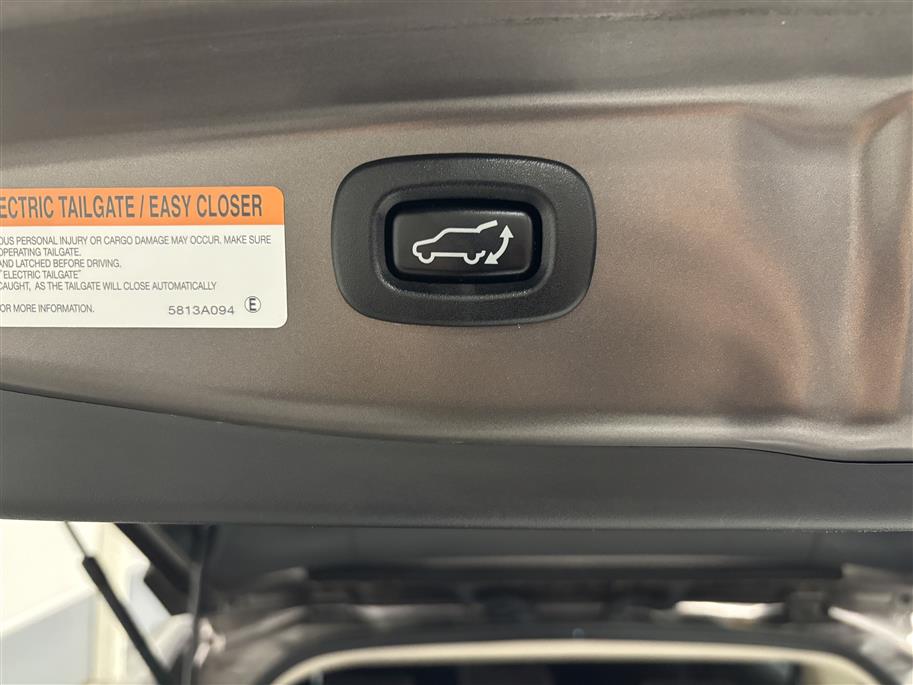 ECTRIC TAILGATE / EASY CLOSER
OUS PERSONAL INJURY OR CARGO DAMAGE MAY OCCUR. MAKE SURE
OPERATING TAILGATE.
AND LATCHED BEFORE DRIVING.
"ELECTRIC TAILGATE"
CAUGHT, AS THE TAILGATE WILL CLOSE AUTOMATICALLY
FOR MORE INFORMATION.
5813A094 E